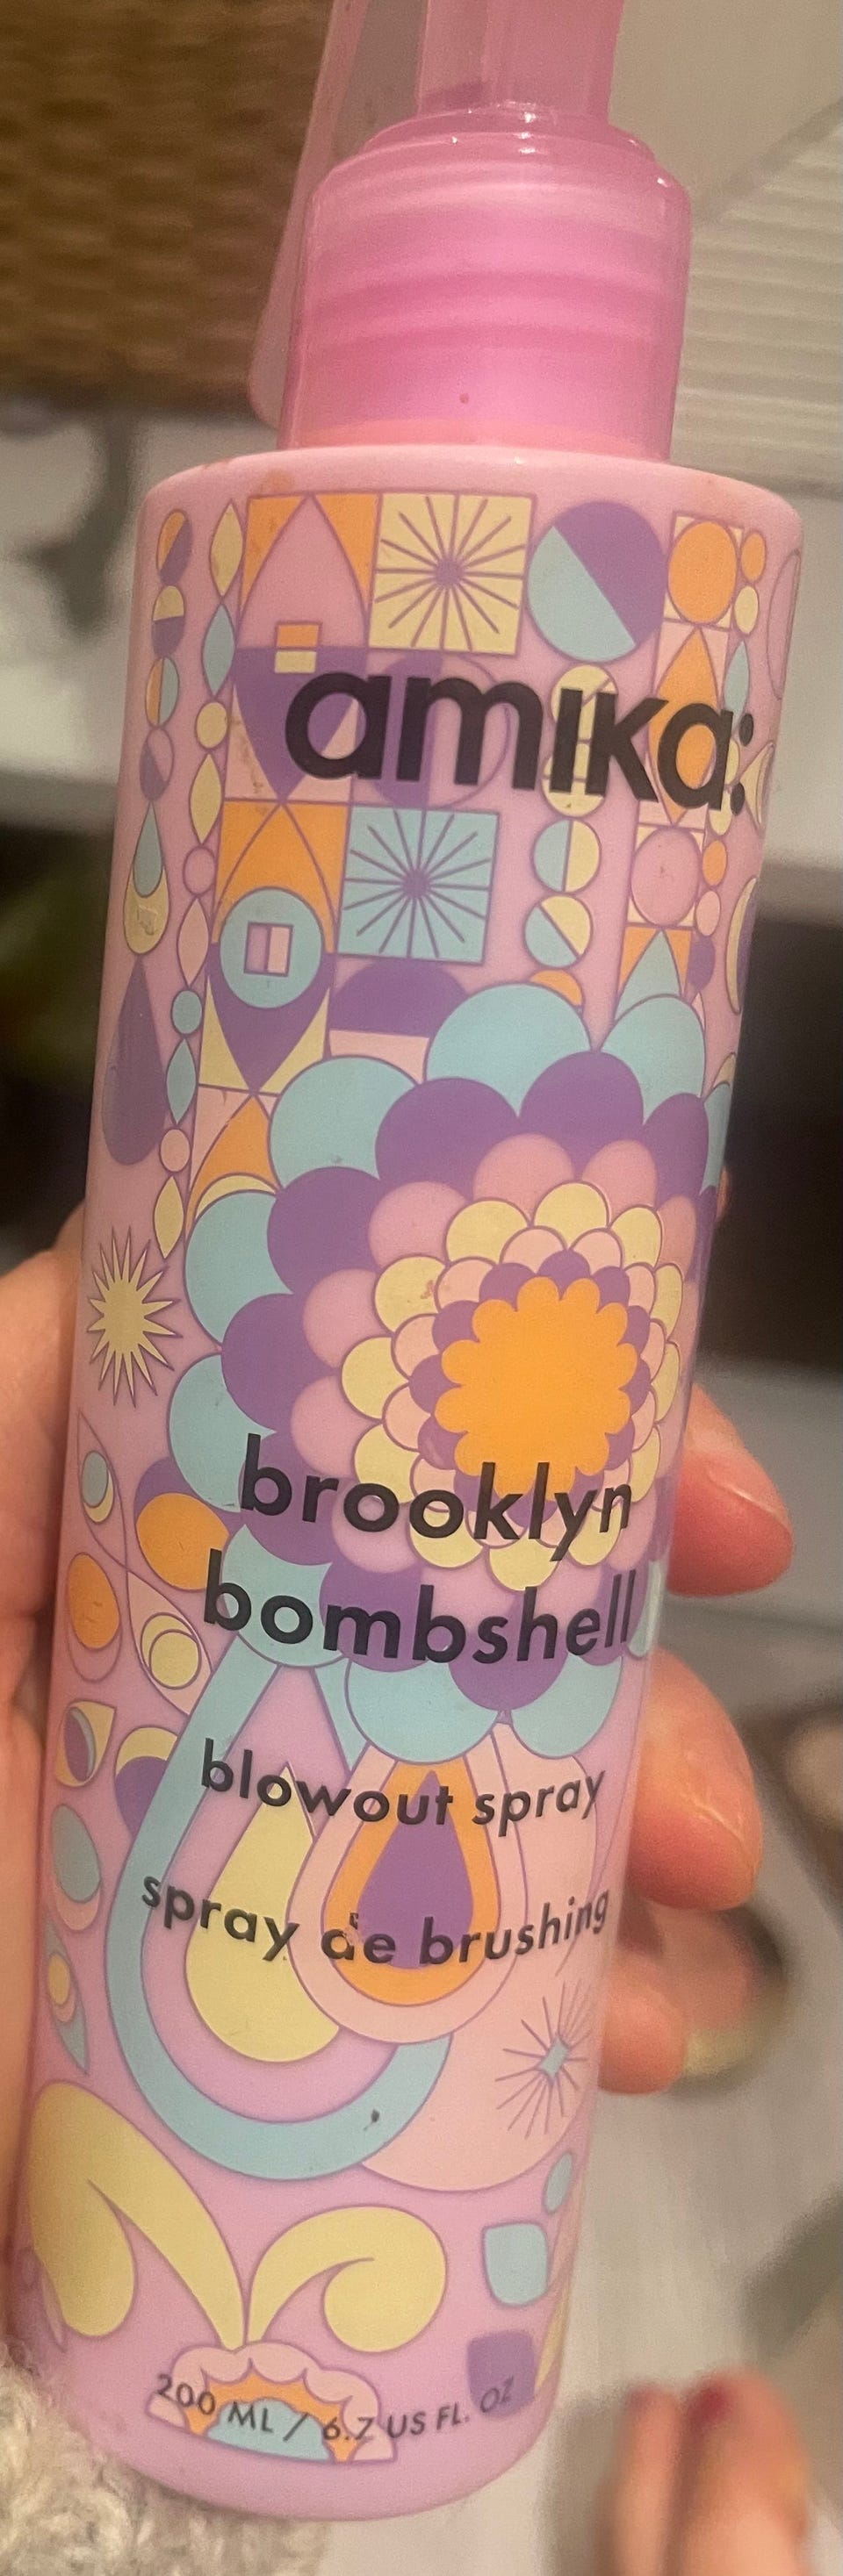 amika:
brooklyn
bombshell
blowout spray
spray de brushing
200 ML / 6.7 US FL. OZ